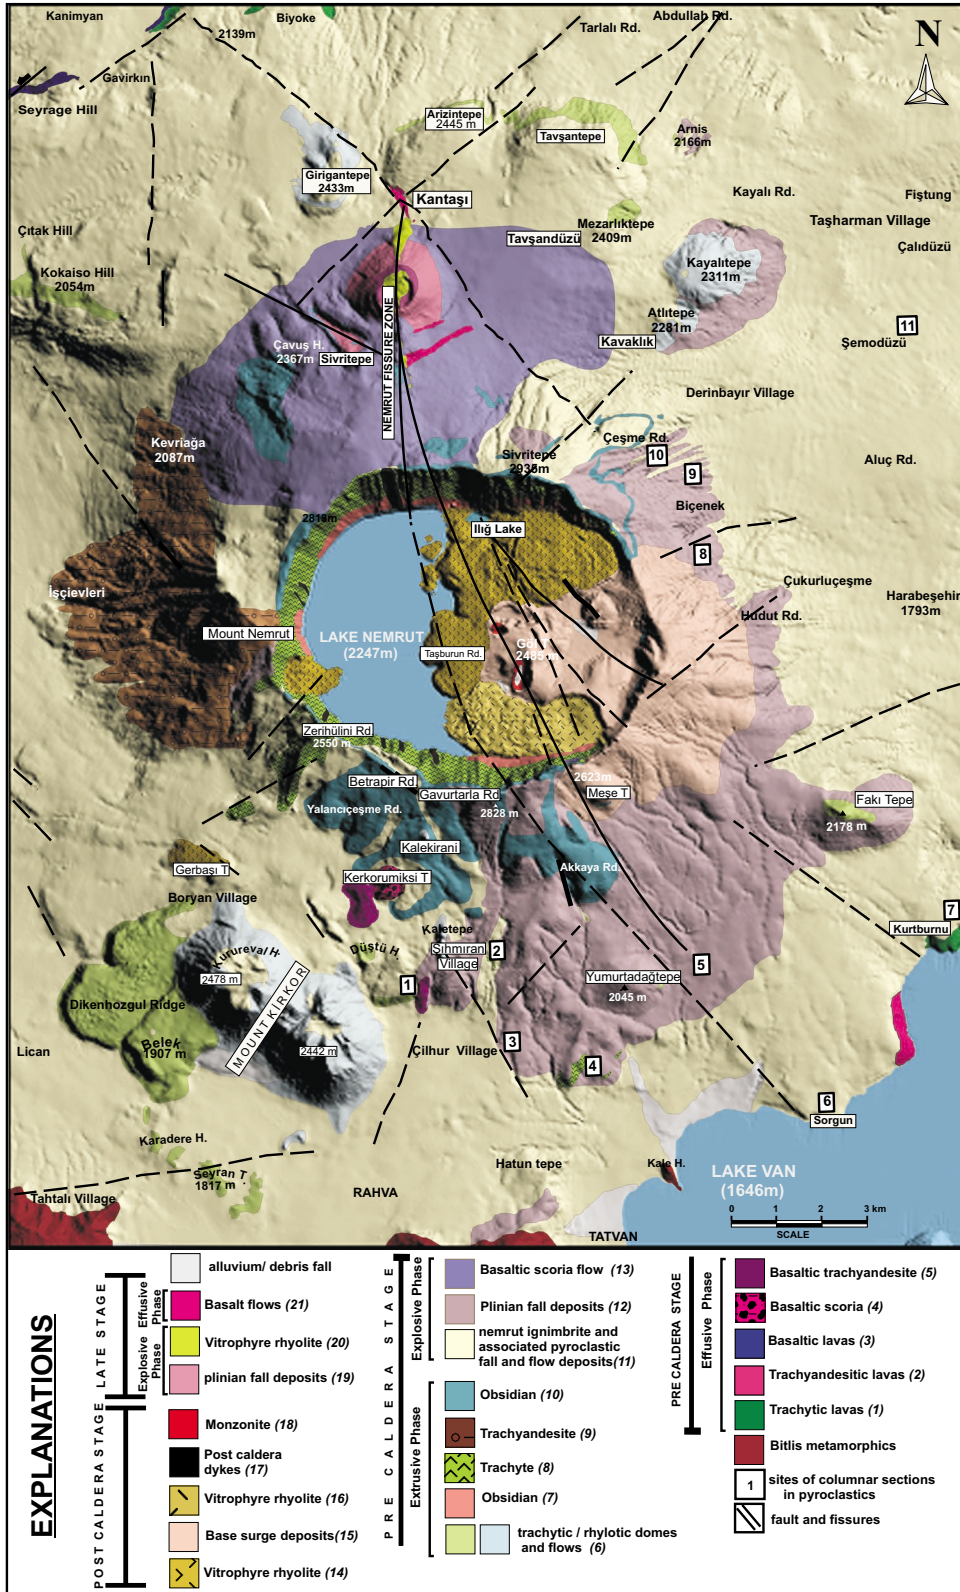 Kanimyan
Biyoke
Abdullah Rd.
Tarlalı Rd.
2139m
N
Gavirkın
Seyrage Hill
Arizintepe
2445 m
Tavşantepe
Arnis
2166m
Girigantepe
2433m
Kantaşı
Kayalı Rd.
Fiştung
Mezarlıktepe
2409m
Taşharman Village
Çıtak Hill
Tavşandüzü
Çalıdüzü
Kokaiso Hill
2054m
Kayalıtepe
2311m
Atlıtepe
2281m
11
Çavuş H.
2367m
Sivritepe
NEMRUT FISSURE ZONE
Kavaklık
Şemodüzü
Derinbayır Village
Kevriağa
2087m
Sivritepe
2935m
Çeşme Rd.
10
9
Aluç Rd.
Biçenek
2818m
Ilığ Lake
8
Çukurluçeşme
İşçievleri
Harabeşehir
1793m
Hudut Rd.
Mount Nemrut
LAKE NEMRUT
(2247m)
Göl T
2485 m
Taşburun Rd.
Zerihülini Rd.
2550 m
Betrapir Rd.
2623m
Gavurtarla Rd
Meşe T
Yalancıçeşme Rd.
2828 m
Fakı Tepe
2178 m
Kalekirani
Gerbaşı T
Kerkorumiksi T
Akkaya Rd.
Boryan Village
7
Kurtburnu
Kaletepe
Kurureval H
Düştü H
Şıhmıran
Village
2
2478 m
1
Yumurtadağtepe
2045 m
5
Dikenhozgul Ridge
MOUNT KİRKOR
Belek
1907 m
2442 m
Lican
Çilhur Village
3
4
6
Sorgun
Karadere H.
Seyran T.
1817 m
Hatun tepe
Kale H.
LAKE VAN
(1646m)
Tahtalı Village
RAHVA
TATVAN
0 1 2 3 km
SCALE
EXPLANATIONS
LATE STAGE
alluvium/ debris fall
Effusive Phase
Basalt flows (21)
Explosive Phase
Vitrophyre rhyolite (20)
plinian fall deposits (19)
POST CALDERA STAGE
Monzonite (18)
Post caldera
dykes (17)
Vitrophyre rhyolite (16)
Base surge deposits(15)
Vitrophyre rhyolite (14)
PRE CALDERA STAGE
Explosive Phase
Basaltic scoria flow (13)
Plinian fall deposits (12)
nemrut ignimbrite and
associated pyroclastic
fall and flow deposits(11)
Extrusive Phase
Obsidian (10)
Trachyandesite (9)
Trachyte (8)
Obsidian (7)
trachytic / rhylotic domes
and flows (6)
PRE CALDERA STAGE
Effusive Phase
Basaltic trachyandesite (5)
Basaltic scoria (4)
Basaltic lavas (3)
Trachyandesitic lavas (2)
Trachytic lavas (1)
Bitlis metamorphics
1
sites of columnar sections
in pyroclastics
fault and fissures